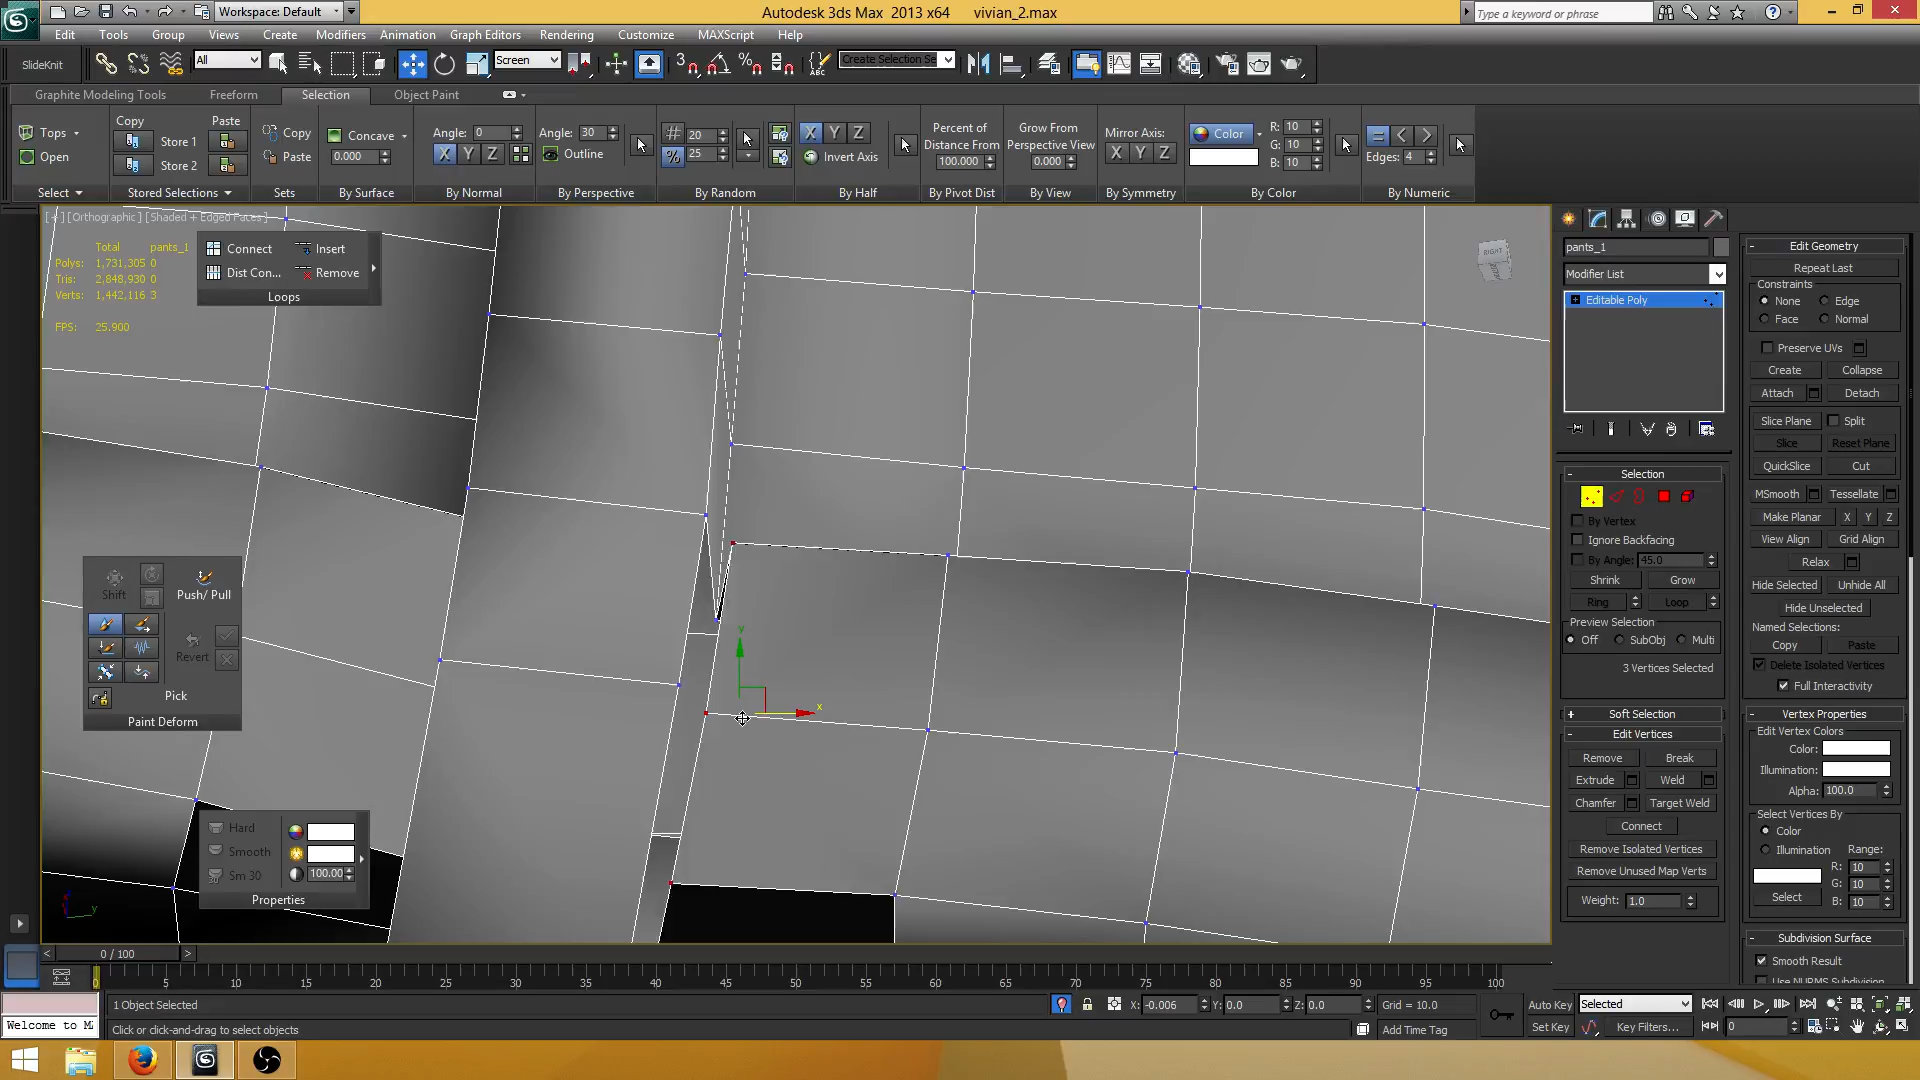 Workspace: Default
Autodesk 3ds Max 2013 x64 vivian_2.max
Type a keyword or phrase
Edit Tools Group Views Create Modifiers Animation Graph Editors Rendering Customize MAXScript Help
SlideKnit All Screen Create Selection Se
Graphite Modeling Tools Freeform Selection Object Paint
Copy Paste
Tops Open
Store 1
Store 2
Copy
Paste
Concave
0.000
Angle: 0
X Y Z
Angle: 30
Outline
# 20
% 25
X Y Z
Invert Axis
Percent of
Distance From
100.000
Grow From
Perspective View
0.000
Mirror Axis:
X Y Z
Color
R: 10
G: 10
B: 10
= < >
Edges: 4
Select Stored Selections Sets By Surface By Normal By Perspective By Random By Half By Pivot Dist By View By Symmetry By Color By Numeric
[+] [Orthographic] [Shaded + Edged Faces]
Total pants_1
Polys: 1,731,305 0
Tris: 2,848,930 0
Verts: 1,442,116 3
FPS: 25.900
Connect Insert
Dist Con... Remove
Loops
RIGHT
Shift Push/ Pull
Revert
Pick
Paint Deform
Hard
Smooth
Sm 30
100.00
Properties
y
x
y
pants_1
Modifier List
Editable Poly
Selection
By Vertex
Ignore Backfacing
By Angle: 45.0
Shrink Grow
Ring Loop
Preview Selection
Off SubObj Multi
3 Vertices Selected
Soft Selection
Edit Vertices
Remove Break
Extrude Weld
Chamfer Target Weld
Connect
Remove Isolated Vertices
Remove Unused Map Verts
Weight: 1.0
Edit Geometry
Repeat Last
Constraints
None Edge
Face Normal
Preserve UVs
Create Collapse
Attach Detach
Slice Plane Split
Slice Reset Plane
QuickSlice Cut
MSmooth Tessellate
Make Planar X Y Z
View Align Grid Align
Relax
Hide Selected Unhide All
Hide Unselected
Named Selections:
Copy Paste
Delete Isolated Vertices
Full Interactivity
Vertex Properties
Edit Vertex Colors
Color:
Illumination:
Alpha: 100.0
Select Vertices By
Color
Illumination Range:
R: 10
G: 10
B: 10
Select
Subdivision Surface
Smooth Result
Use NURMS Subdivision
< 0 / 100 >
0 5 10 15 20 25 30 35 40 45 50 55 60 65 70 75 80 85 90 95 100
1 Object Selected
X: -0.006 Y: 0.0 Z: 0.0 Grid = 10.0
Auto Key Selected
Welcome to M
Click or click-and-drag to select objects
Add Time Tag
Set Key Key Filters... 0